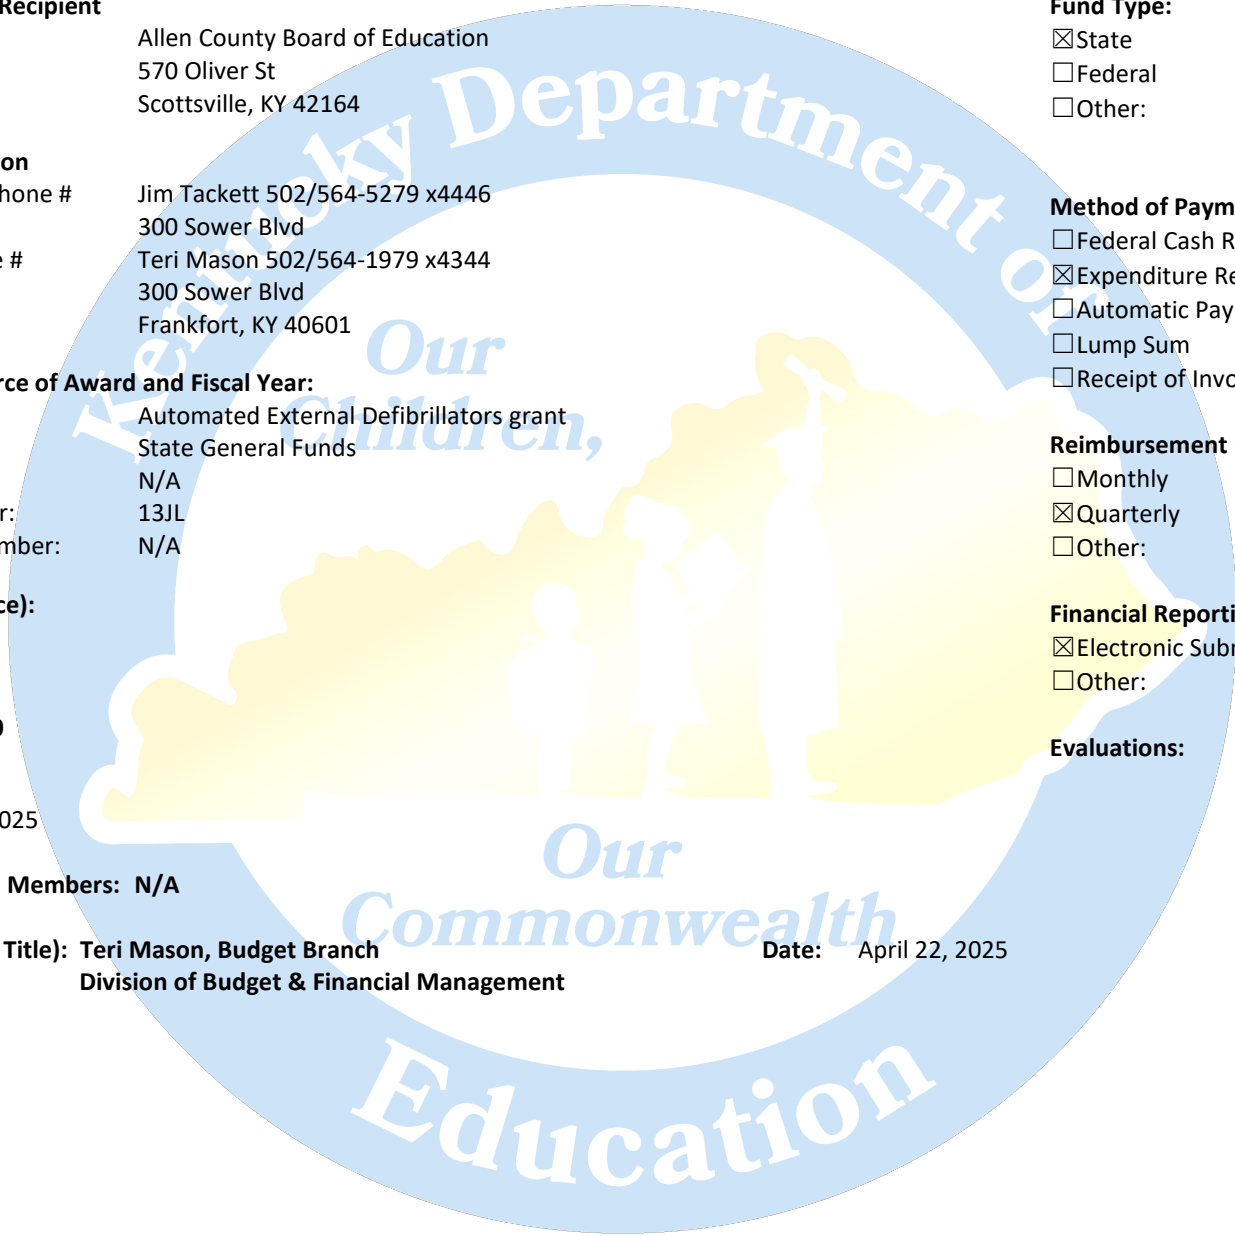 Recipient
Allen County Board of Education
570 Oliver St
Scottsville, KY 42164
on
hone # Jim Tackett 502/564-5279 x4446
300 Sower Blvd
e # Teri Mason 502/564-1979 x4344
300 Sower Blvd
Frankfort, KY 40601
rce of Award and Fiscal Year:
Automated External Defibrillators grant
State General Funds
N/A
r: 13JL
mber: N/A
ce):
025
Members: N/A
Title): Teri Mason, Budget Branch
Division of Budget & Financial Management
Date: April 22, 2025
Fund Type:
☒State
☐Federal
☐Other:
Method of Paym
☐Federal Cash R
☒Expenditure Re
☐Automatic Pay
☐Lump Sum
☐Receipt of Invo
Reimbursement
☐Monthly
☒Quarterly
☐Other:
Financial Reporti
☒Electronic Subr
☐Other:
Evaluations:
Kentucky Department of
Our
Children,
Our
Commonwealth
Education